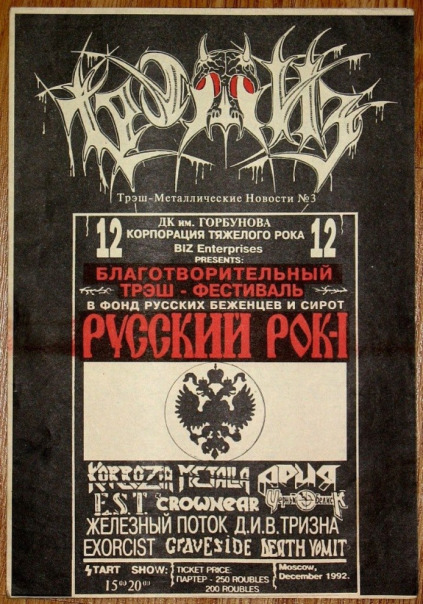 Трэш-Металлические Новости №3
12 ДК им. ГОРБУНОВА 12
КОРПОРАЦИЯ ТЯЖЕЛОГО РОКА
BIZ Enterprises
PRESENTS:
БЛАГОТВОРИТЕЛЬНЫЙ
ТРЭШ - ФЕСТИВАЛЬ
В ФОНД РУССКИХ БЕЖЕНЦЕВ И СИРОТ
РУССКИЙ РОК-I
KORROZIA METALLA АРИЯ
E.S.T. CROWNEAR Черный Обелиск
ЖЕЛЕЗНЫЙ ПОТОК Д.И.В. ТРИЗНА
EXORCIST GRAVESIDE DEATH VOMIT
START SHOW: TICKET PRICE: Moscow,
15⁰⁰ 20⁰⁰ ПАРТЕР - 250 ROUBLES December 1992.
200 ROUBLES